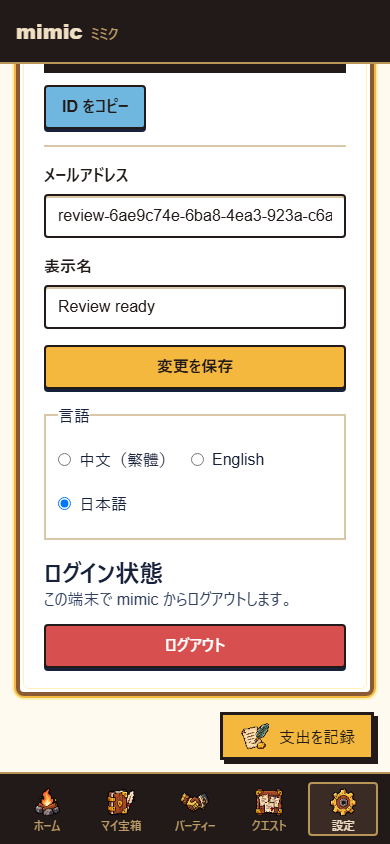 mimic ミミク
ID をコピー
メールアドレス
review-6ae9c74e-6ba8-4ea3-923a-c6a
表示名
Review ready
変更を保存
言語
中文（繁體） English
日本語
ログイン状態
この端末で mimic からログアウトします。
ログアウト
支出を記録
ホーム マイ宝箱 パーティー クエスト 設定